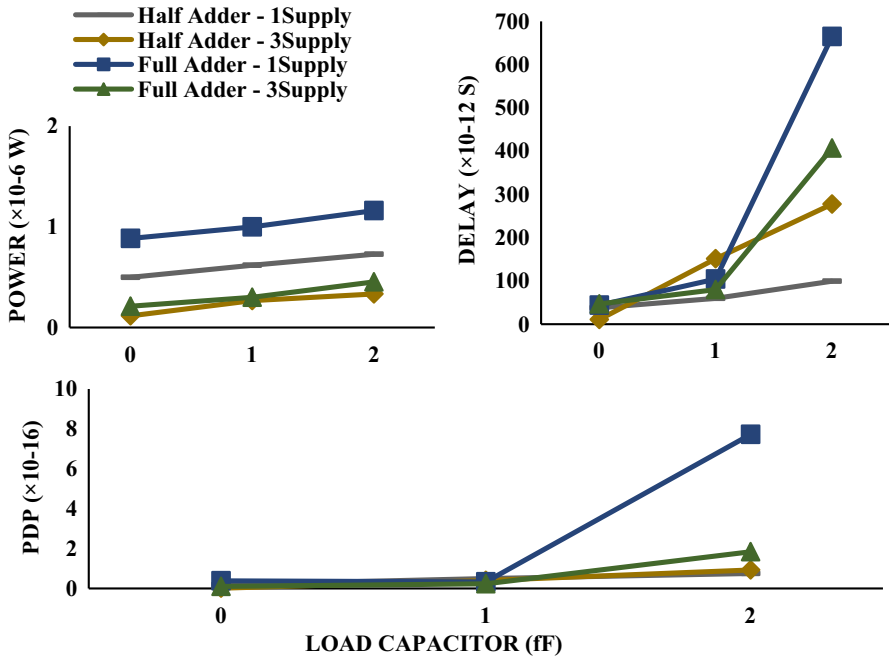 Half Adder - 1Supply
Half Adder - 3Supply
Full Adder - 1Supply
Full Adder - 3Supply
POWER (×10-6 W)
2
1
0
0 1 2
DELAY (×10-12 S)
700
600
500
400
300
200
100
0
0 1 2
PDP (×10-16)
10
8
6
4
2
0
0 1 2
LOAD CAPACITOR (fF)